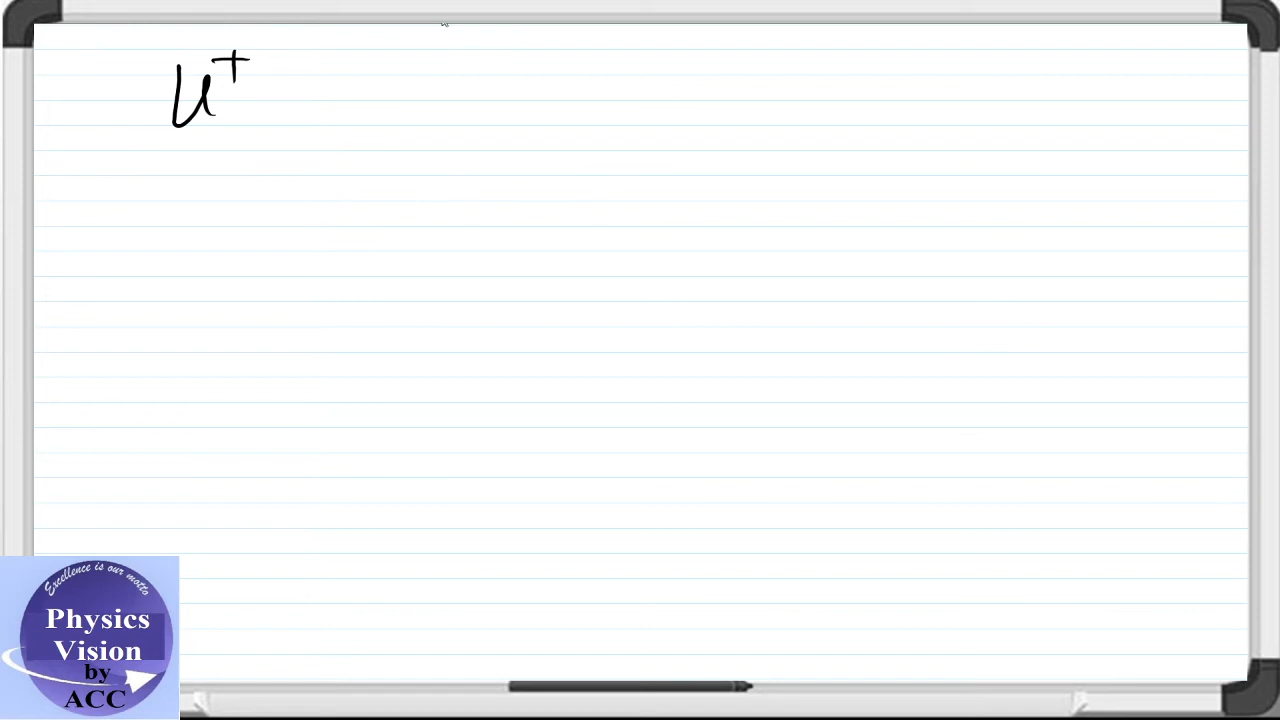 U⁺
Excellence is our motto
Physics
Vision
by
ACC